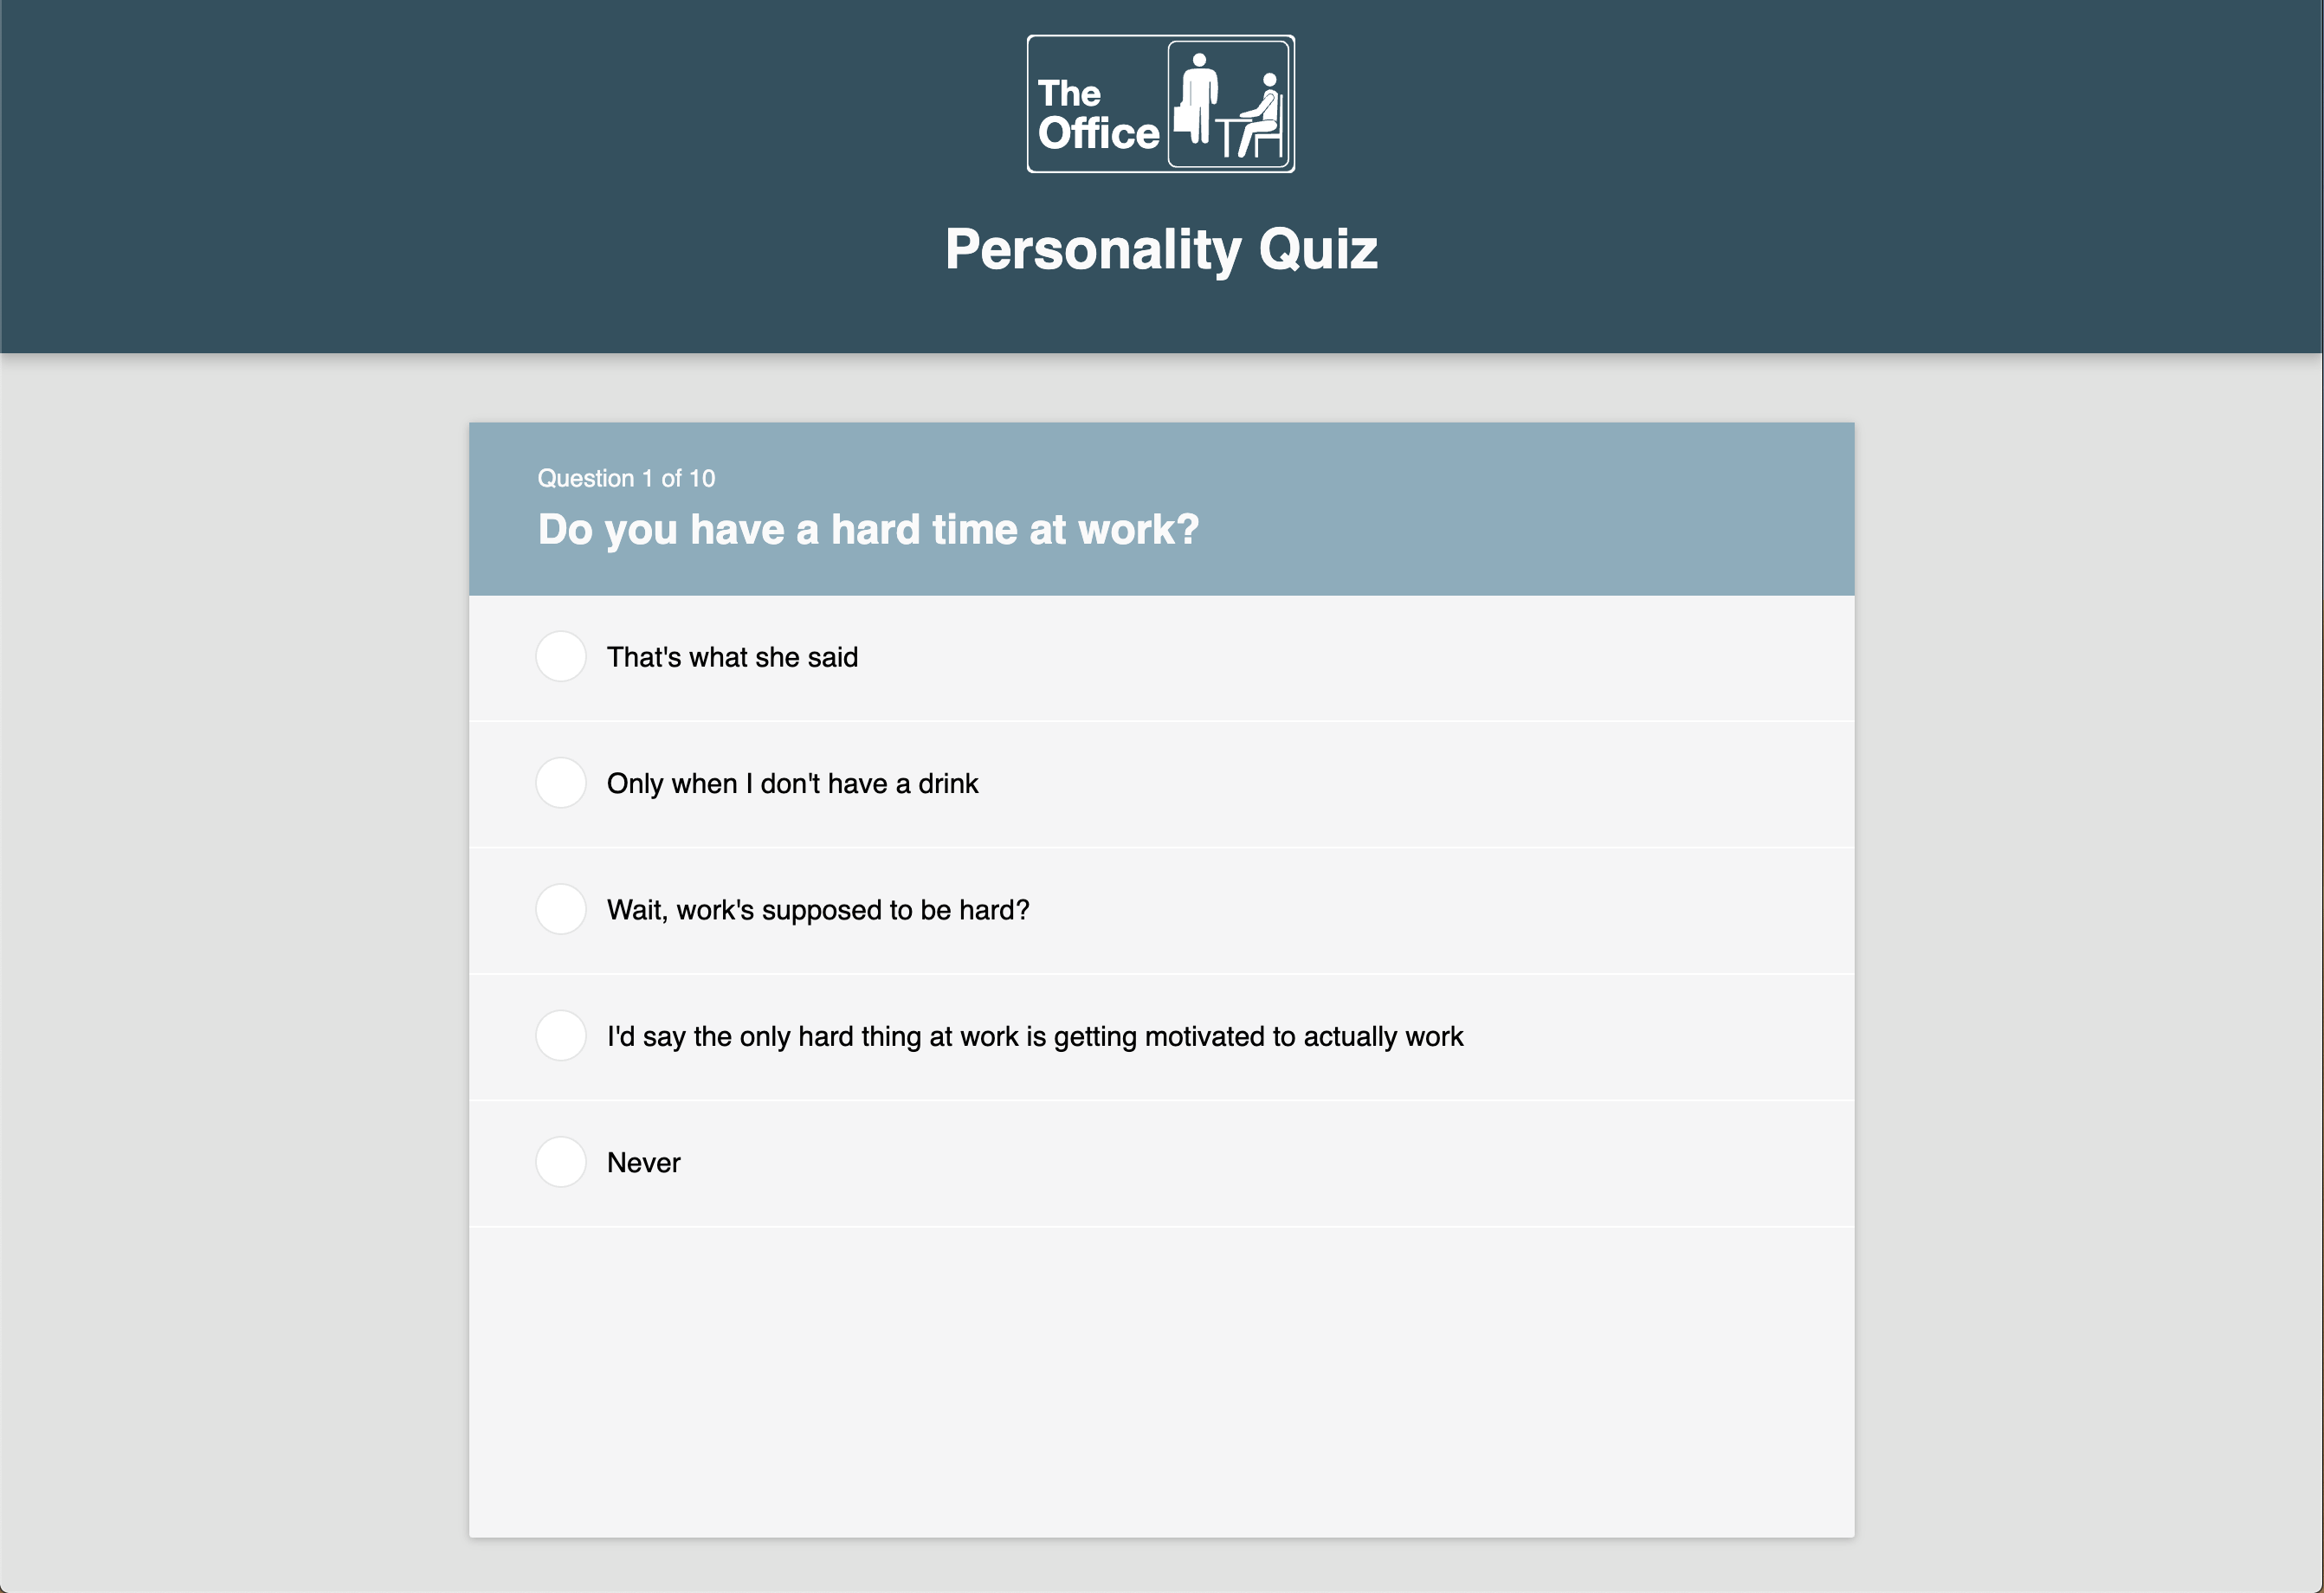 The
Office
Personality Quiz
Question 1 of 10
Do you have a hard time at work?
That's what she said
Only when I don't have a drink
Wait, work's supposed to be hard?
I'd say the only hard thing at work is getting motivated to actually work
Never